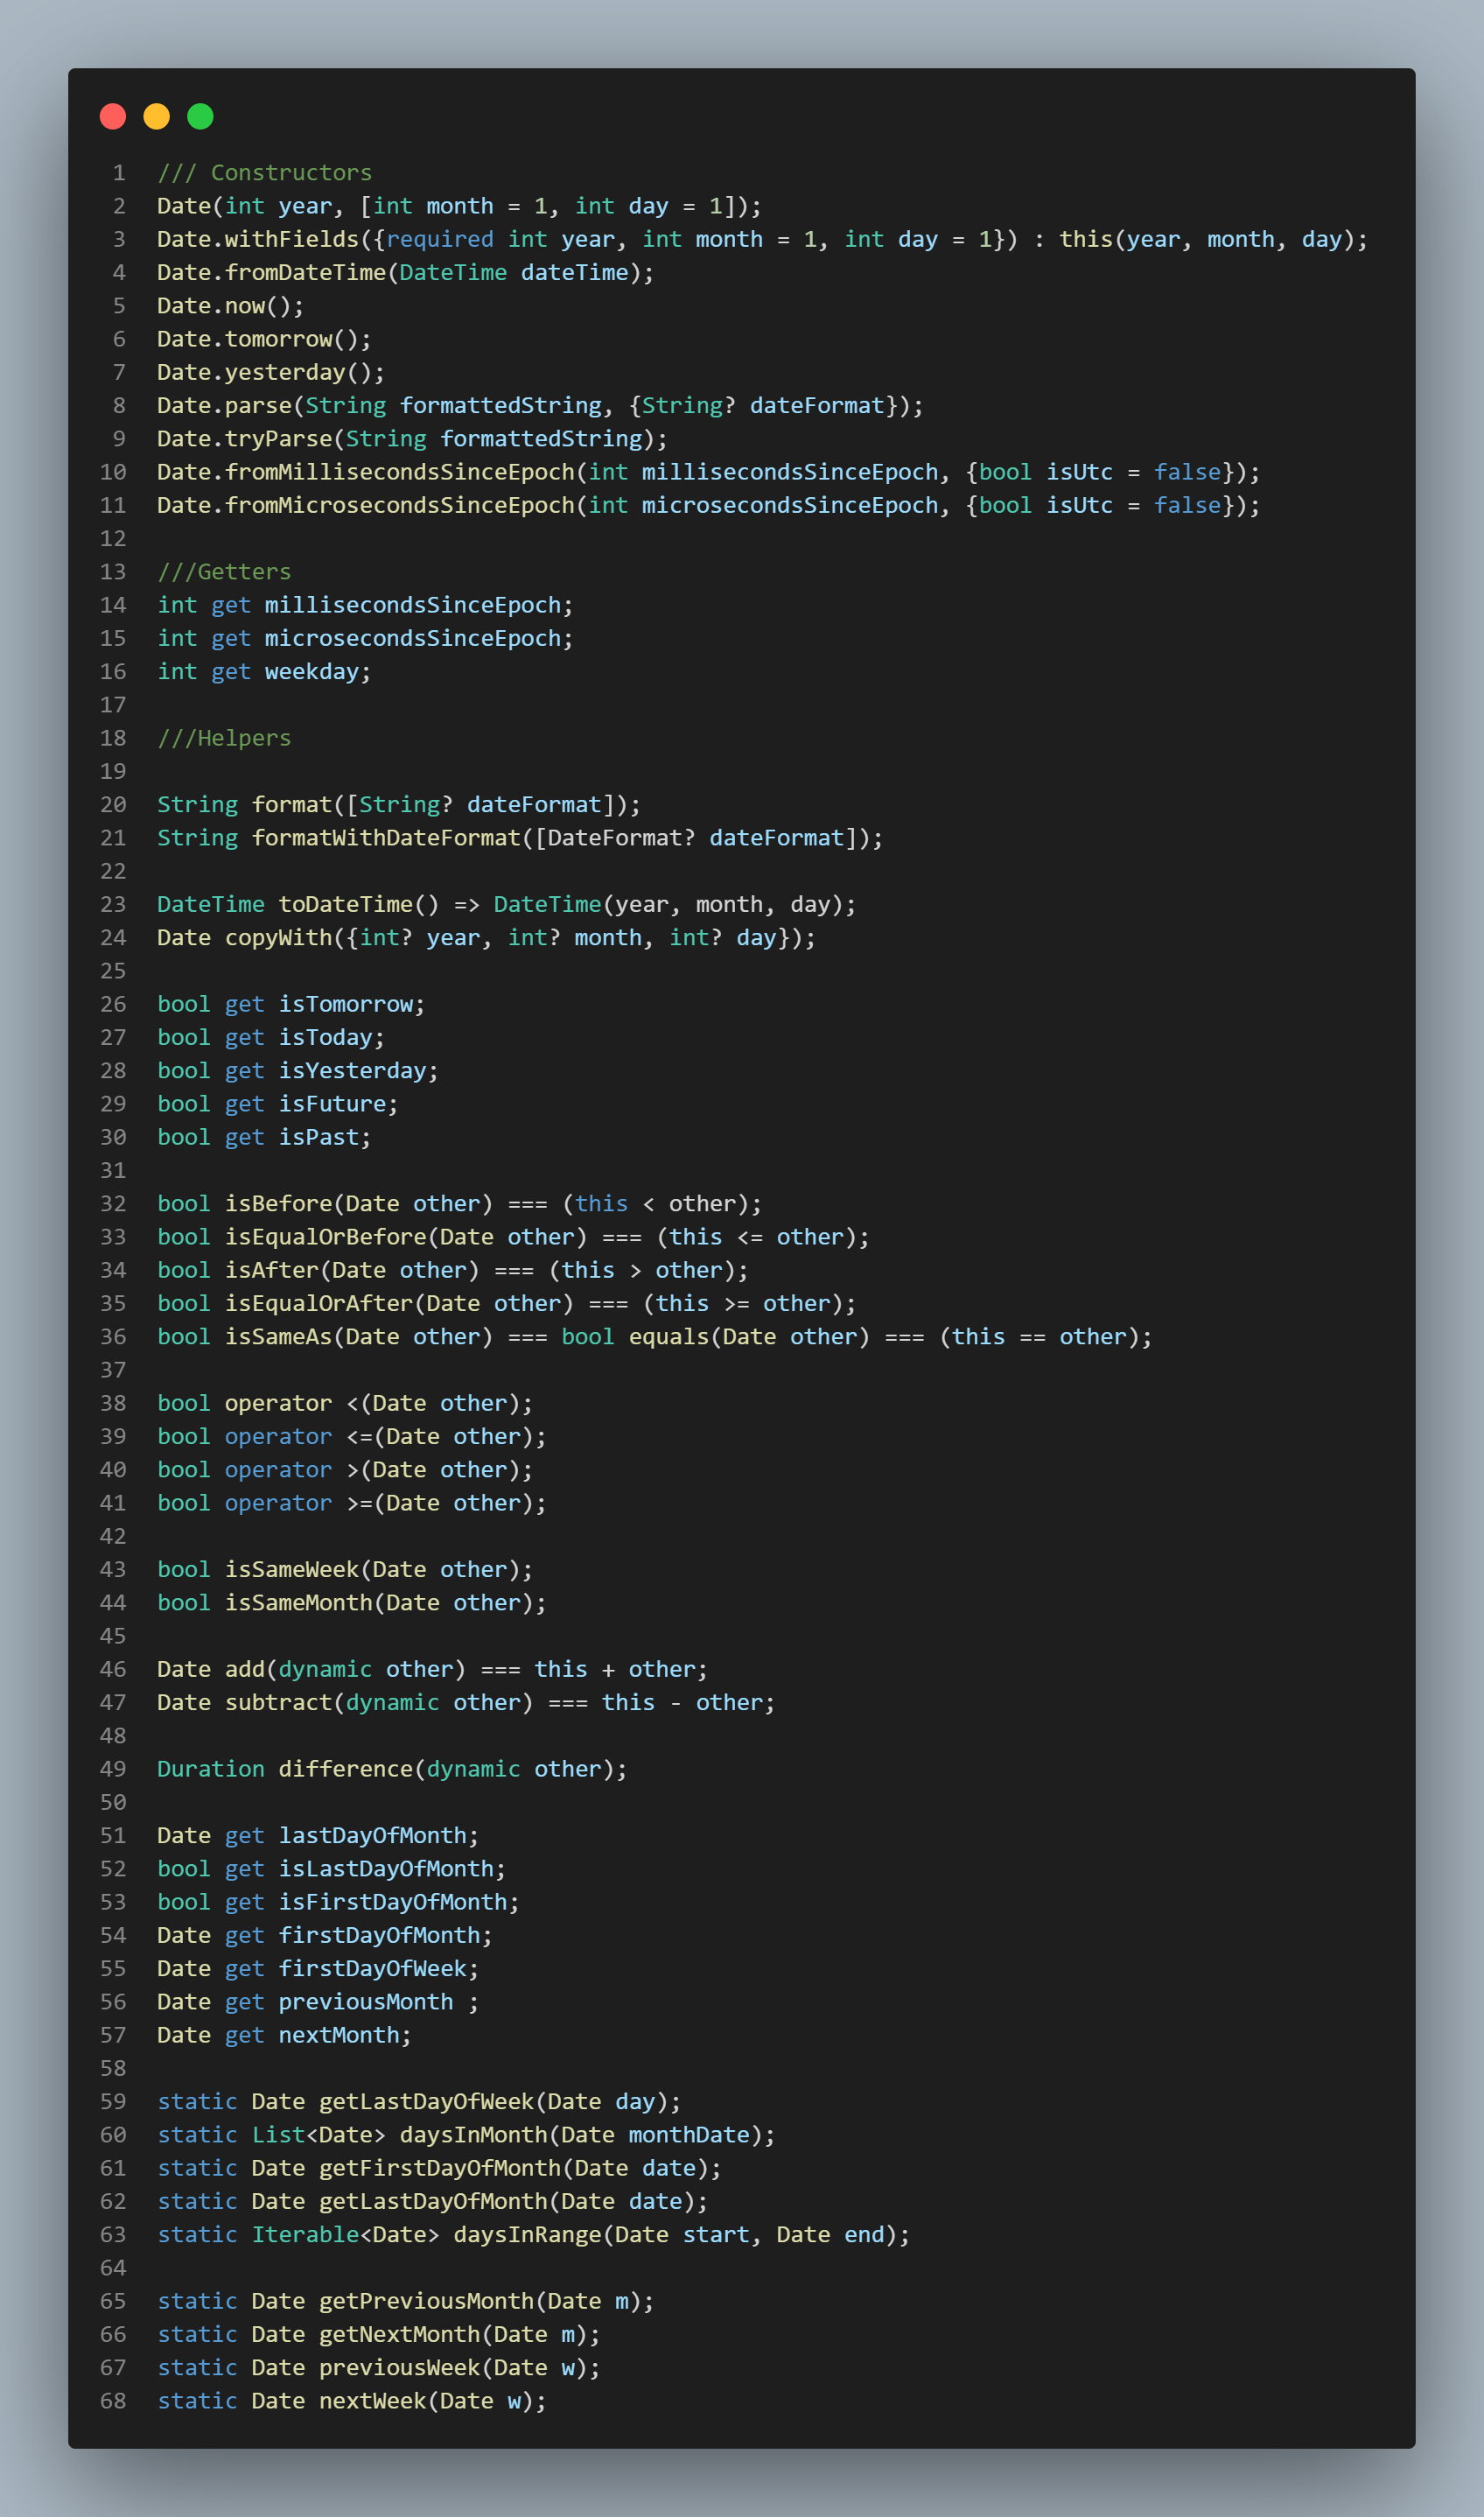 1 /// Constructors
2 Date(int year, [int month = 1, int day = 1]);
3 Date.withFields({required int year, int month = 1, int day = 1}) : this(year, month, day);
4 Date.fromDateTime(DateTime dateTime);
5 Date.now();
6 Date.tomorrow();
7 Date.yesterday();
8 Date.parse(String formattedString, {String? dateFormat});
9 Date.tryParse(String formattedString);
10 Date.fromMillisecondsSinceEpoch(int millisecondsSinceEpoch, {bool isUtc = false});
11 Date.fromMicrosecondsSinceEpoch(int microsecondsSinceEpoch, {bool isUtc = false});
12
13 ///Getters
14 int get millisecondsSinceEpoch;
15 int get microsecondsSinceEpoch;
16 int get weekday;
17
18 ///Helpers
19
20 String format([String? dateFormat]);
21 String formatWithDateFormat([DateFormat? dateFormat]);
22
23 DateTime toDateTime() => DateTime(year, month, day);
24 Date copyWith({int? year, int? month, int? day});
25
26 bool get isTomorrow;
27 bool get isToday;
28 bool get isYesterday;
29 bool get isFuture;
30 bool get isPast;
31
32 bool isBefore(Date other) === (this < other);
33 bool isEqualOrBefore(Date other) === (this <= other);
34 bool isAfter(Date other) === (this > other);
35 bool isEqualOrAfter(Date other) === (this >= other);
36 bool isSameAs(Date other) === bool equals(Date other) === (this == other);
37
38 bool operator <(Date other);
39 bool operator <=(Date other);
40 bool operator >(Date other);
41 bool operator >=(Date other);
42
43 bool isSameWeek(Date other);
44 bool isSameMonth(Date other);
45
46 Date add(dynamic other) === this + other;
47 Date subtract(dynamic other) === this - other;
48
49 Duration difference(dynamic other);
50
51 Date get lastDayOfMonth;
52 bool get isLastDayOfMonth;
53 bool get isFirstDayOfMonth;
54 Date get firstDayOfMonth;
55 Date get firstDayOfWeek;
56 Date get previousMonth ;
57 Date get nextMonth;
58
59 static Date getLastDayOfWeek(Date day);
60 static List<Date> daysInMonth(Date monthDate);
61 static Date getFirstDayOfMonth(Date date);
62 static Date getLastDayOfMonth(Date date);
63 static Iterable<Date> daysInRange(Date start, Date end);
64
65 static Date getPreviousMonth(Date m);
66 static Date getNextMonth(Date m);
67 static Date previousWeek(Date w);
68 static Date nextWeek(Date w);